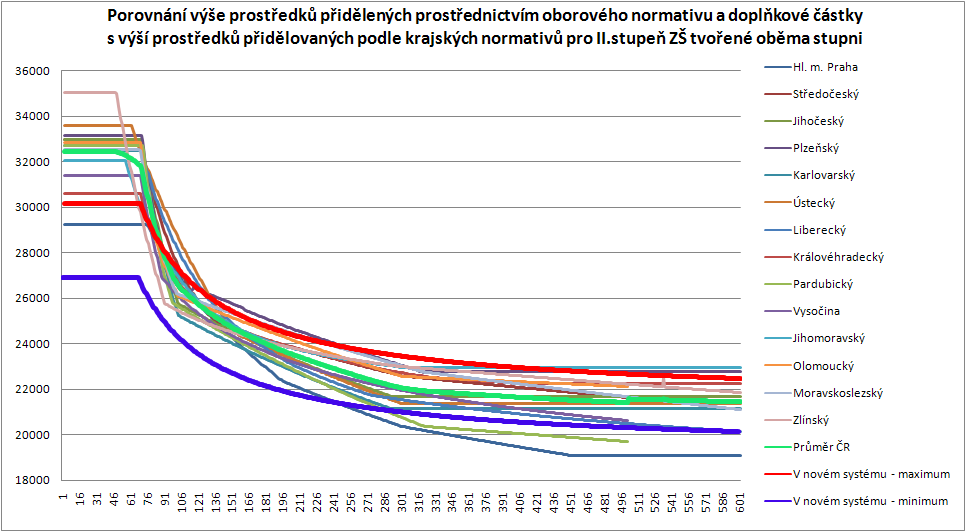 Porovnání výše prostředků přidělených prostřednictvím oborového normativu a doplňkové částky
s výší prostředků přidělovaných podle krajských normativů pro II.stupeň ZŠ tvořené oběma stupni
36000
34000
32000
30000
28000
26000
24000
22000
20000
18000
1 16 31 46 61 76 91 106 121 136 151 166 181 196 211 226 241 256 271 286 301 316 331 346 361 376 391 406 421 436 451 466 481 496 511 526 541 556 571 586 601
Hl. m. Praha
Středočeský
Jihočeský
Plzeňský
Karlovarský
Ústecký
Liberecký
Královéhradecký
Pardubický
Vysočina
Jihomoravský
Olomoucký
Moravskoslezský
Zlínský
Průměr ČR
V novém systému - maximum
V novém systému - minimum